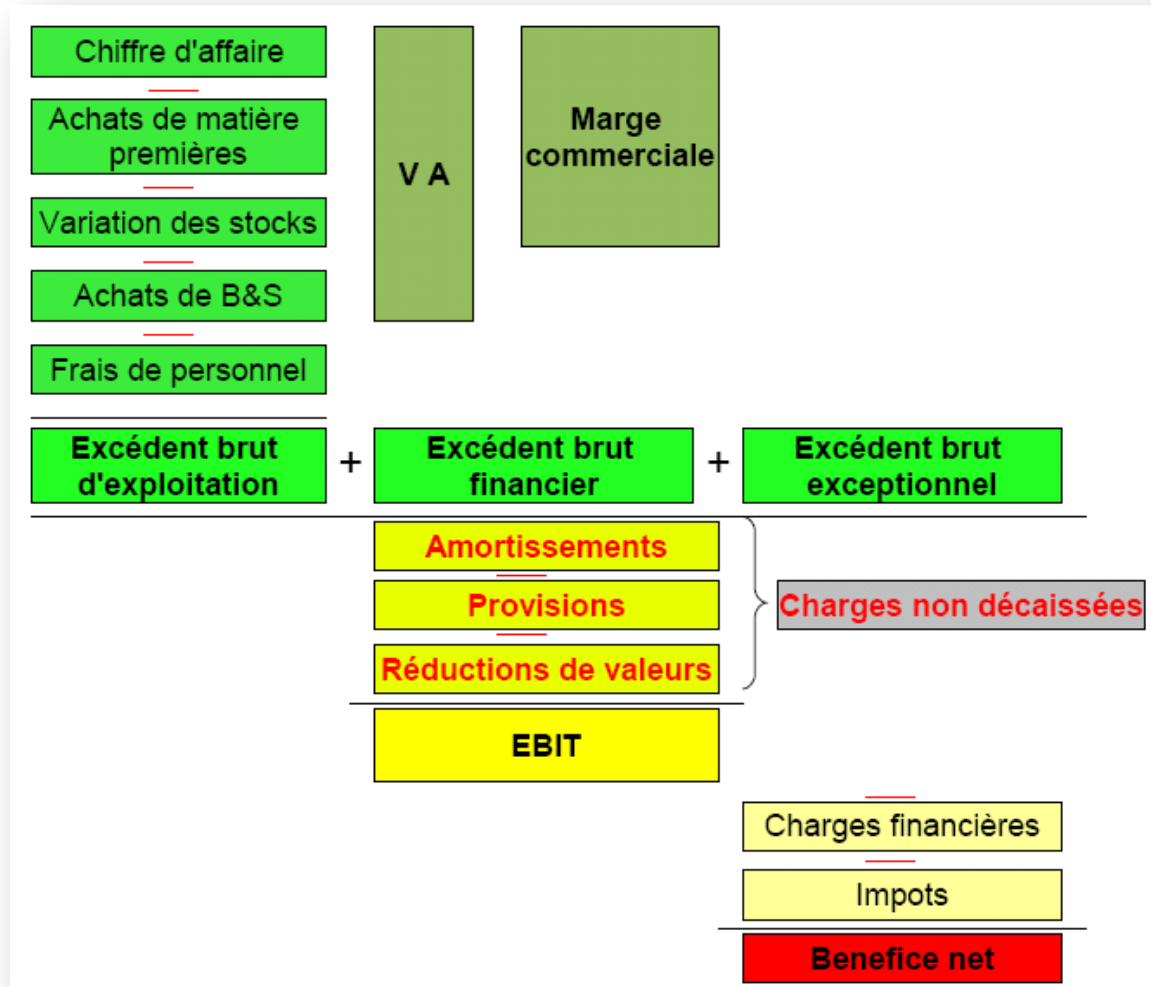 Chiffre d'affaire
Achats de matière
premières
Variation des stocks
Achats de B&S
Frais de personnel
V A
Marge
commerciale
Excédent brut
d'exploitation
+
Excédent brut
financier
+
Excédent brut
exceptionnel
Amortissements
Provisions
Réductions de valeurs
Charges non décaissées
EBIT
Charges financières
Impots
Benefice net